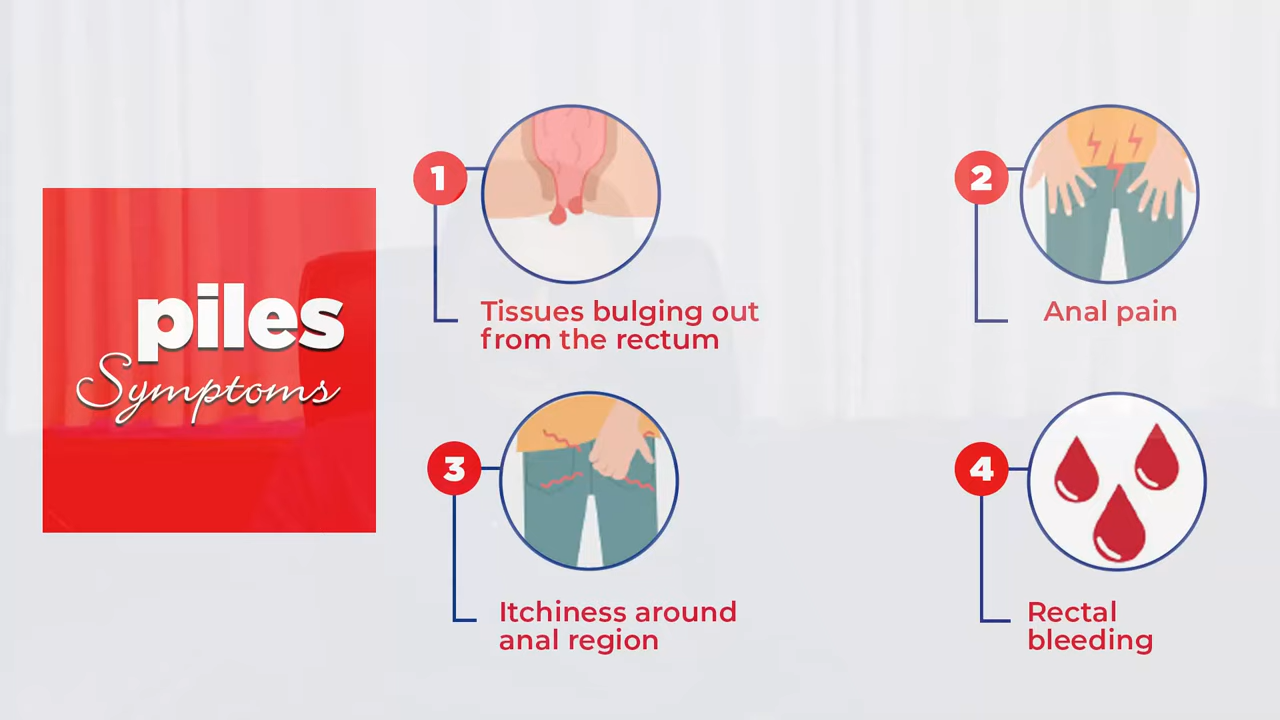 piles
Symptoms
1
Tissues bulging out
from the rectum
2
Anal pain
3
Itchiness around
anal region
4
Rectal
bleeding